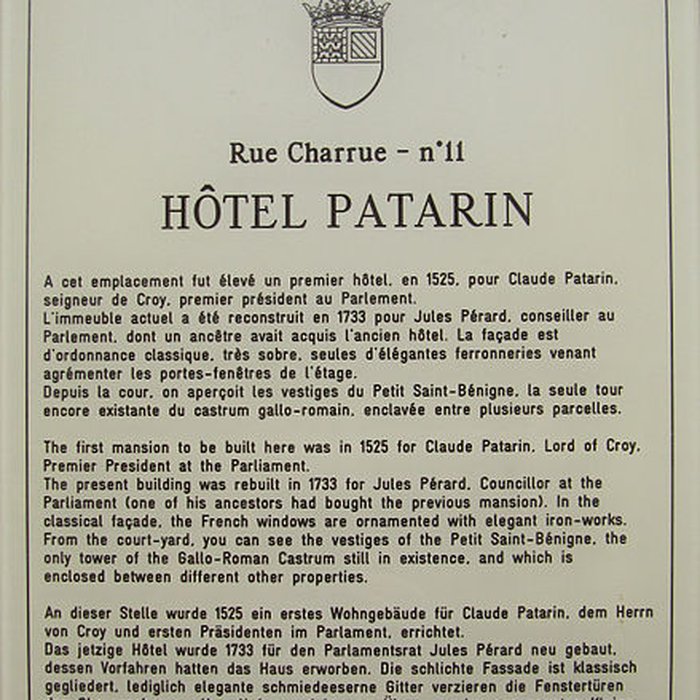 Rue Charrue - n°11
HÔTEL PATARIN
A cet emplacement fut élevé un premier hôtel, en 1525, pour Claude Patarin,
seigneur de Croy, premier président au Parlement.
L'immeuble actuel a été reconstruit en 1733 pour Jules Pérard, conseiller au
Parlement, dont un ancêtre avait acquis l'ancien hôtel. La façade est
d'ordonnance classique, très sobre, seules d'élégantes ferronneries venant
agrémenter les portes-fenêtres de l'étage.
Depuis la cour, on aperçoit les vestiges du Petit Saint-Bénigne, la seule tour
encore existante du castrum gallo-romain, enclavée entre plusieurs parcelles.
The first mansion to be built here was in 1525 for Claude Patarin, Lord of Croy,
Premier President at the Parliament.
The present building was rebuilt in 1733 for Jules Pérard, Councillor at the
Parliament (one of his ancestors had bought the previous mansion). In the
classical façade, the French windows are ornamented with elegant iron-works.
From the court-yard, you can see the vestiges of the Petit Saint-Bénigne, the
only tower of the Gallo-Roman Castrum still in existence, and which is
enclosed between different other properties.
An dieser Stelle wurde 1525 ein erstes Wohngebäude für Claude Patarin, dem Herrn
von Croy und ersten Präsidenten im Parlament, errichtet.
Das jetzige Hôtel wurde 1733 für den Parlamentsrat Jules Pérard neu gebaut,
dessen Vorfahren hatten das Haus erworben. Die schlichte Fassade ist klassisch
gegliedert, lediglich elegante schmiedeeserne Gitter verzieren die Fenstertüren